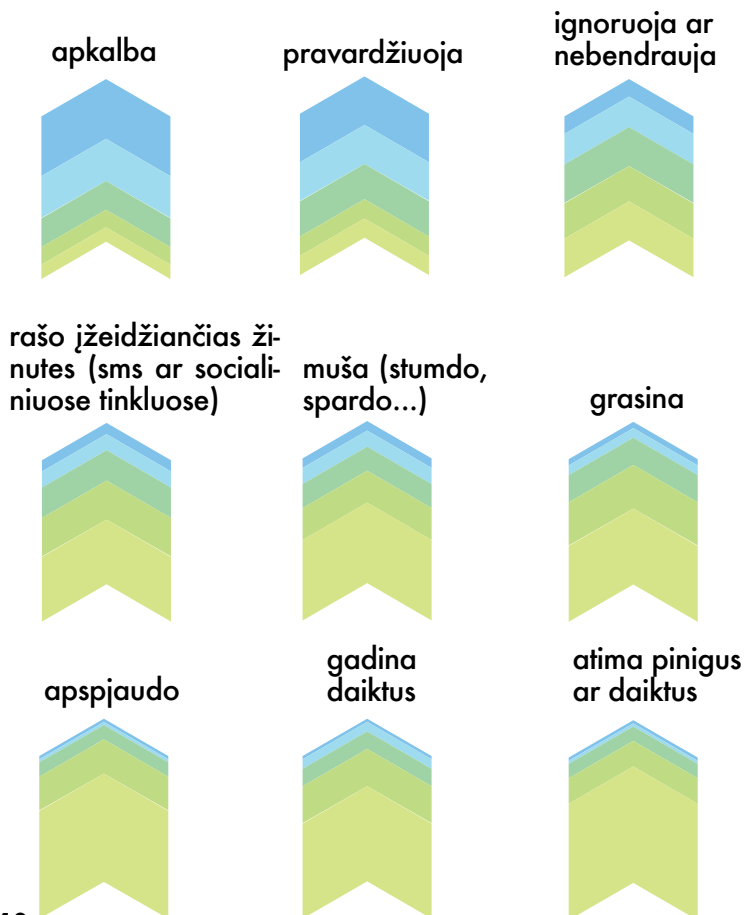 apkalba
pravardžiuoja
ignoruoja ar
nebendrauja
rašo įžeidžiančias ži-
nutes (sms ar sociali-
niuose tinkluose)
muša (stumdo,
spardo...)
grasina
apspjaudo
gadina
daiktus
atima pinigus
ar daiktus